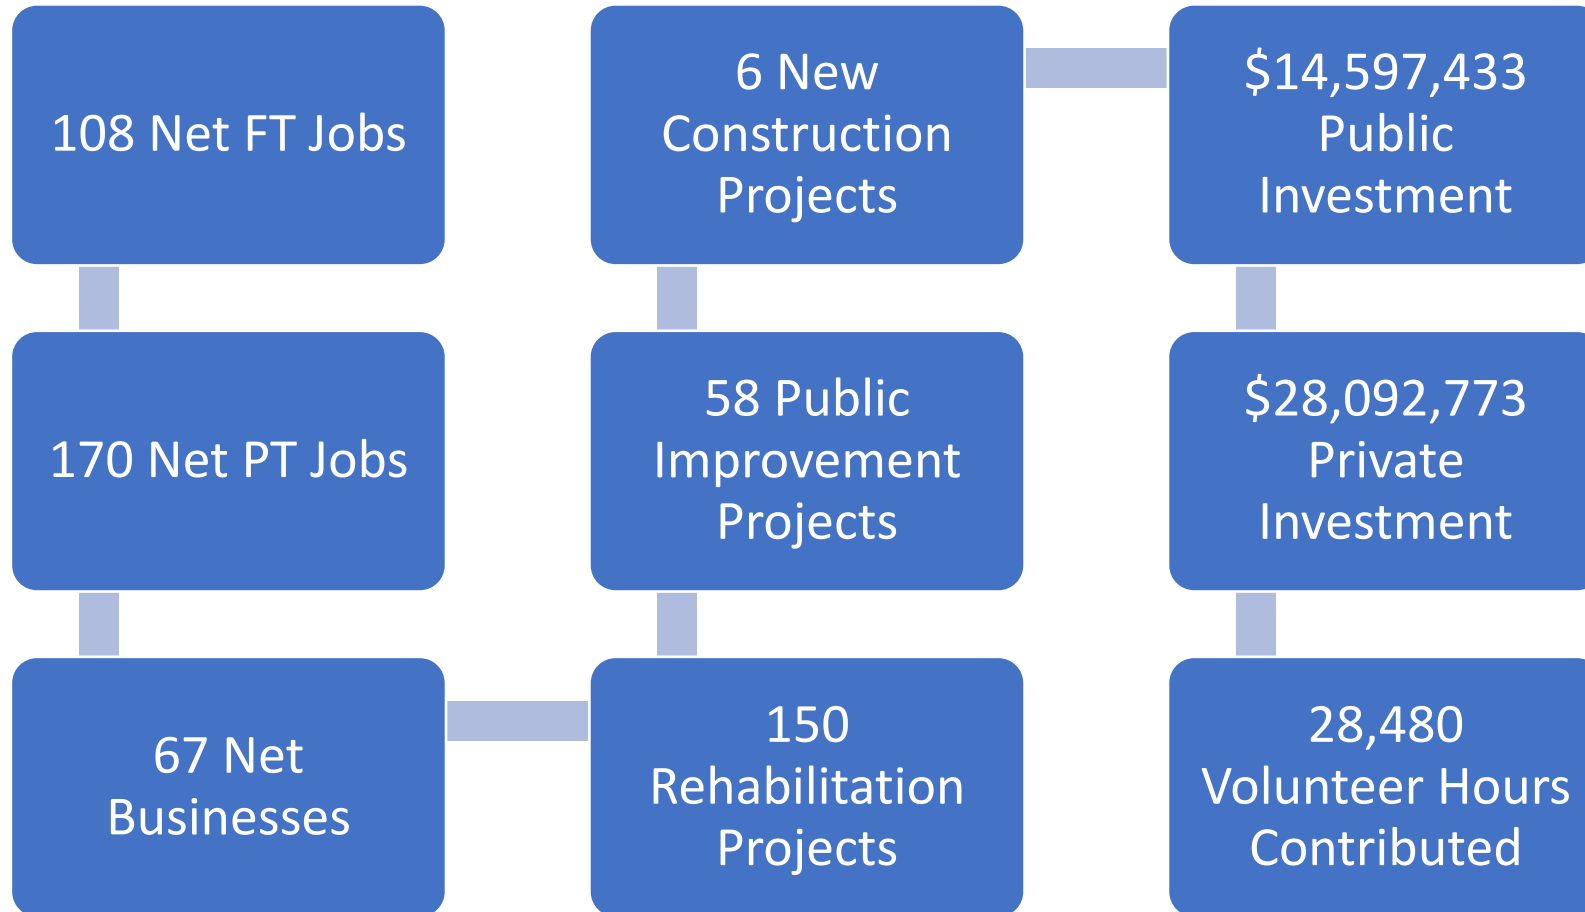 108 Net FT Jobs
170 Net PT Jobs
67 Net
Businesses
150
Rehabilitation
Projects
58 Public
Improvement
Projects
6 New
Construction
Projects
$14,597,433
Public
Investment
$28,092,773
Private
Investment
28,480
Volunteer Hours
Contributed